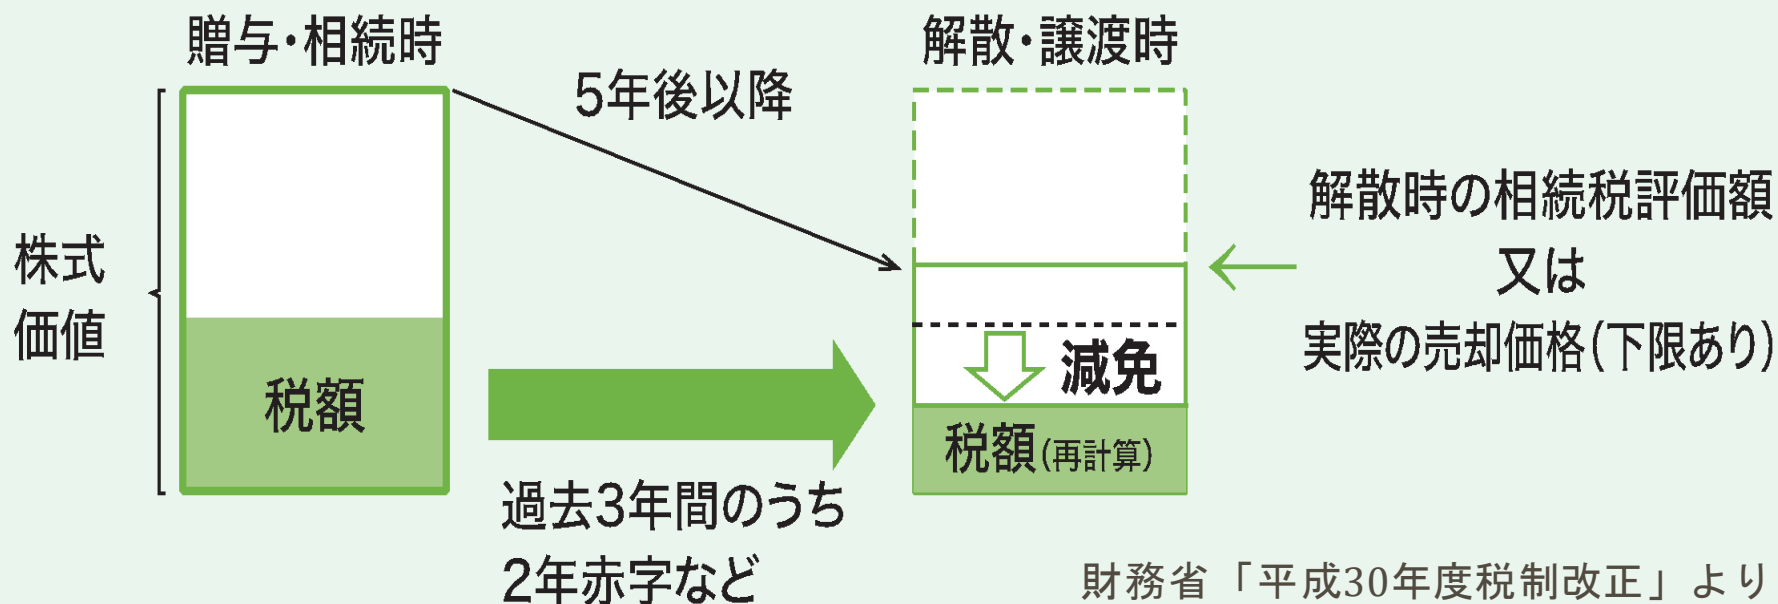 贈与・相続時
解散・譲渡時
5年後以降
株式
価値
税額
過去3年間のうち
2年赤字など
減免
税額(再計算)
解散時の相続税評価額
又は
実際の売却価格(下限あり)
財務省「平成30年度税制改正」より